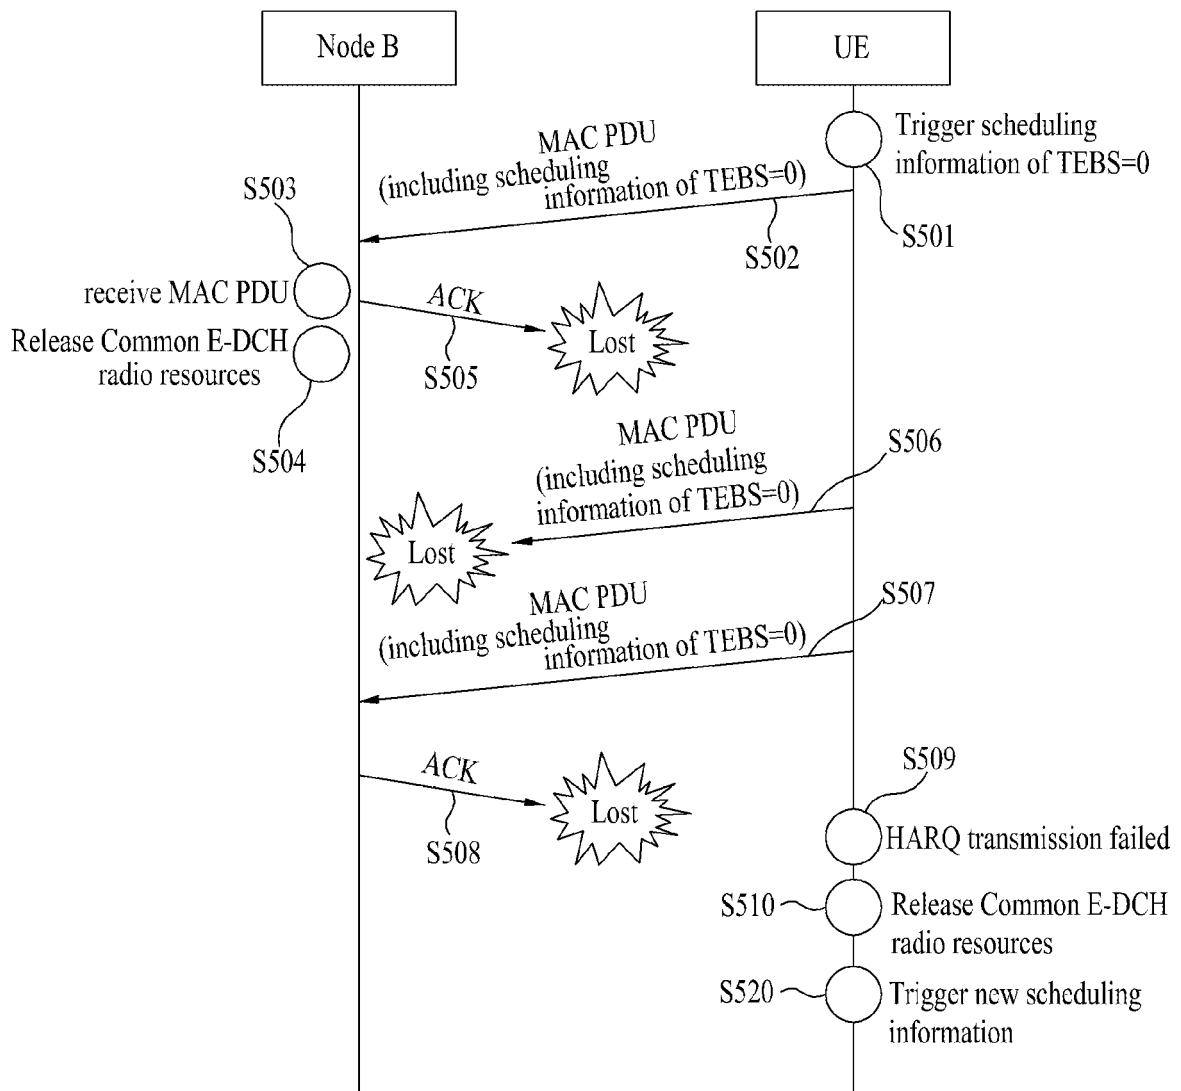 Node B
UE
Trigger scheduling
information of TEBS=0
S501
MAC PDU
(including scheduling
information of TEBS=0)
S502
S503
receive MAC PDU
Release Common E-DCH
radio resources
S504
ACK
S505
Lost
MAC PDU
(including scheduling
information of TEBS=0)
S506
Lost
MAC PDU
(including scheduling
information of TEBS=0)
S507
ACK
S508
Lost
S509
HARQ transmission failed
S510
Release Common E-DCH
radio resources
S520
Trigger new scheduling
information